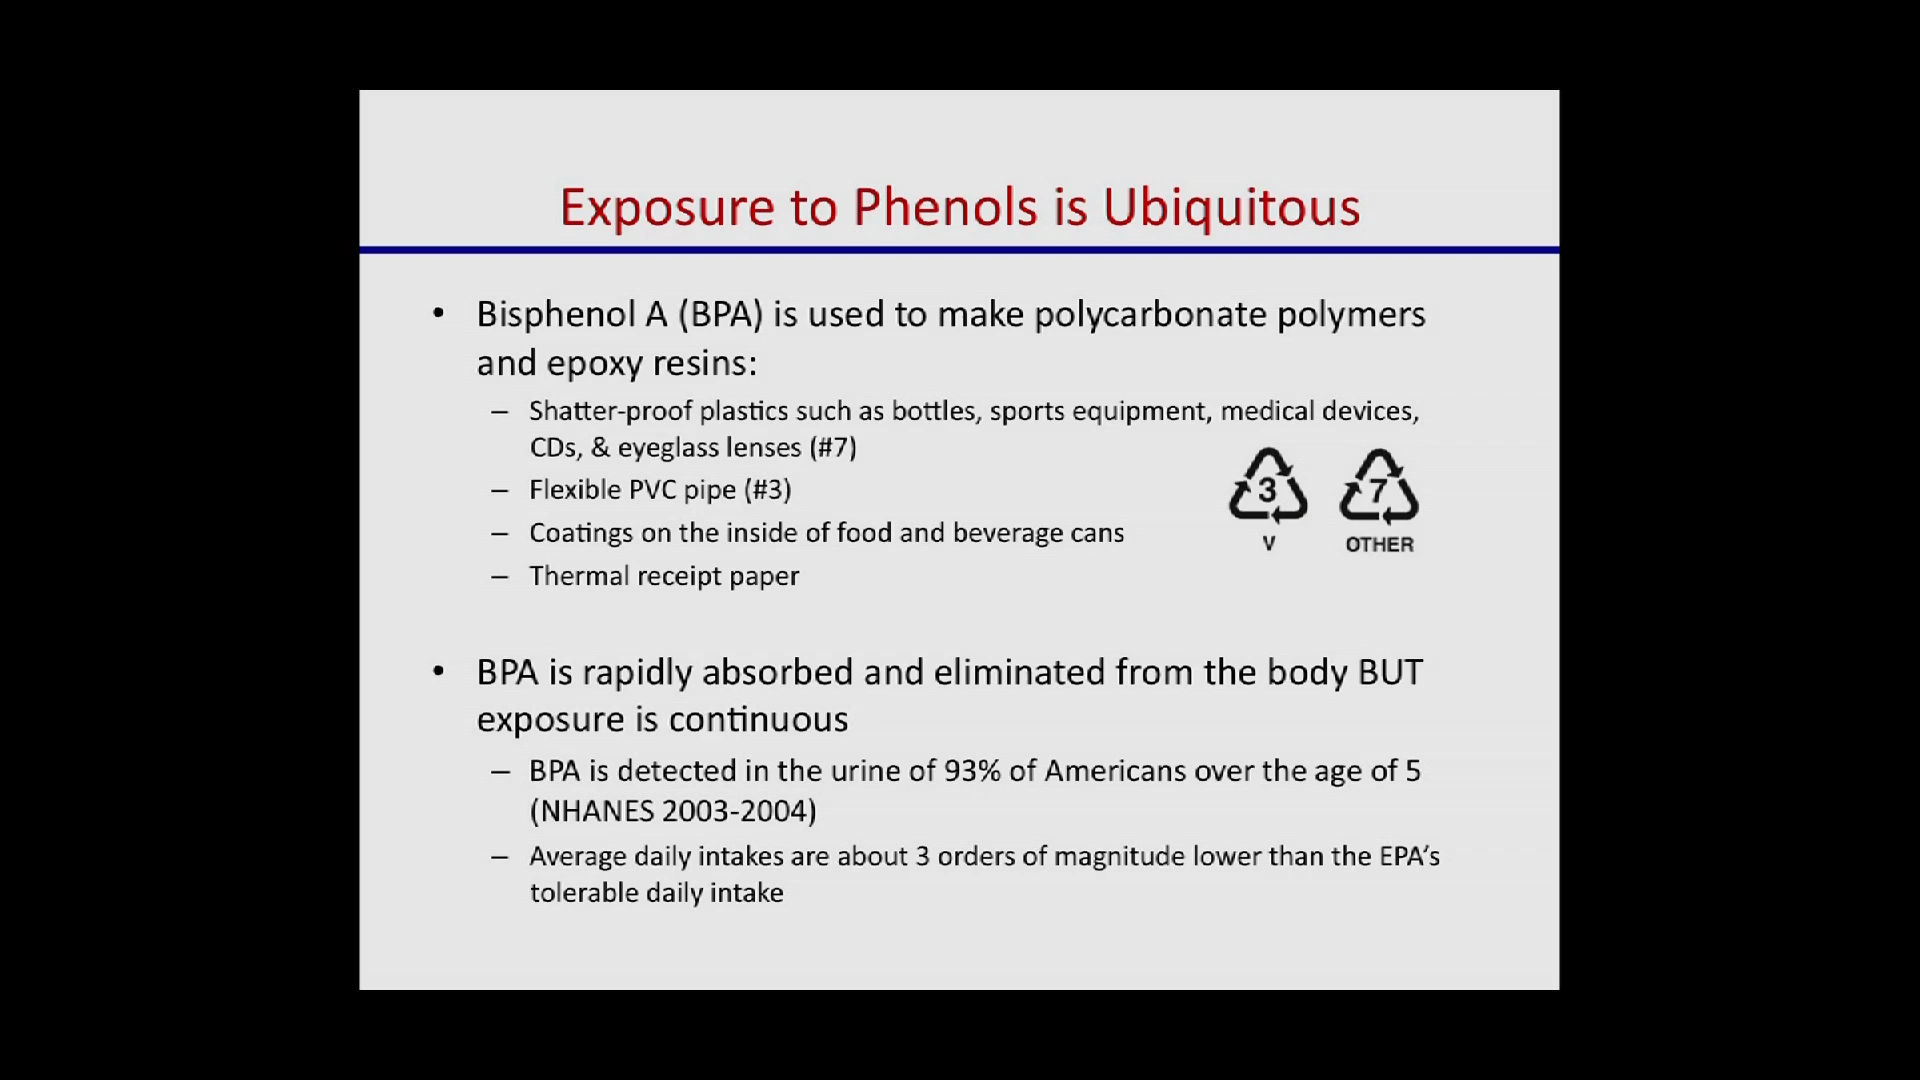 Exposure to Phenols is Ubiquitous
• Bisphenol A (BPA) is used to make polycarbonate polymers
and epoxy resins:
– Shatter-proof plastics such as bottles, sports equipment, medical devices,
CDs, & eyeglass lenses (#7)
– Flexible PVC pipe (#3)
3 7
– Coatings on the inside of food and beverage cans
V OTHER
– Thermal receipt paper
• BPA is rapidly absorbed and eliminated from the body BUT
exposure is continuous
– BPA is detected in the urine of 93% of Americans over the age of 5
(NHANES 2003-2004)
– Average daily intakes are about 3 orders of magnitude lower than the EPA's
tolerable daily intake